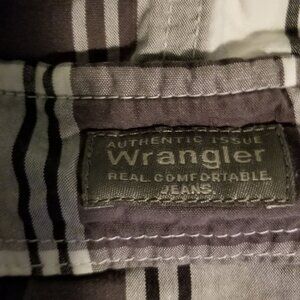 AUTHENTIC ISSUE
Wrangler
REAL.COMFORTABLE.
JEANS.